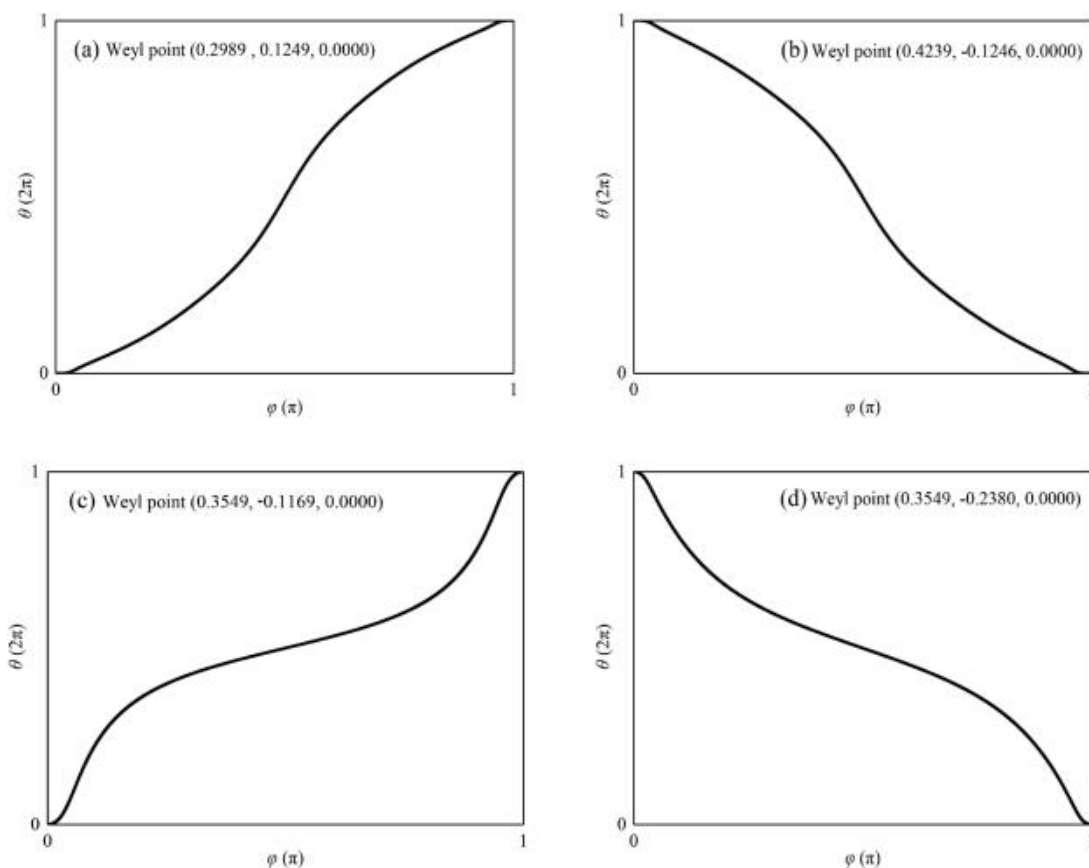 1
(a) Weyl point (0.2989 , 0.1249, 0.0000)
θ (2π)
0
0
1
φ (π)
1
(b) Weyl point (0.4239, -0.1246, 0.0000)
θ (2π)
0
0
1
φ (π)
1
(c) Weyl point (0.3549, -0.1169, 0.0000)
θ (2π)
0
0
1
φ (π)
1
(d) Weyl point (0.3549, -0.2380, 0.0000)
θ (2π)
0
0
1
φ (π)